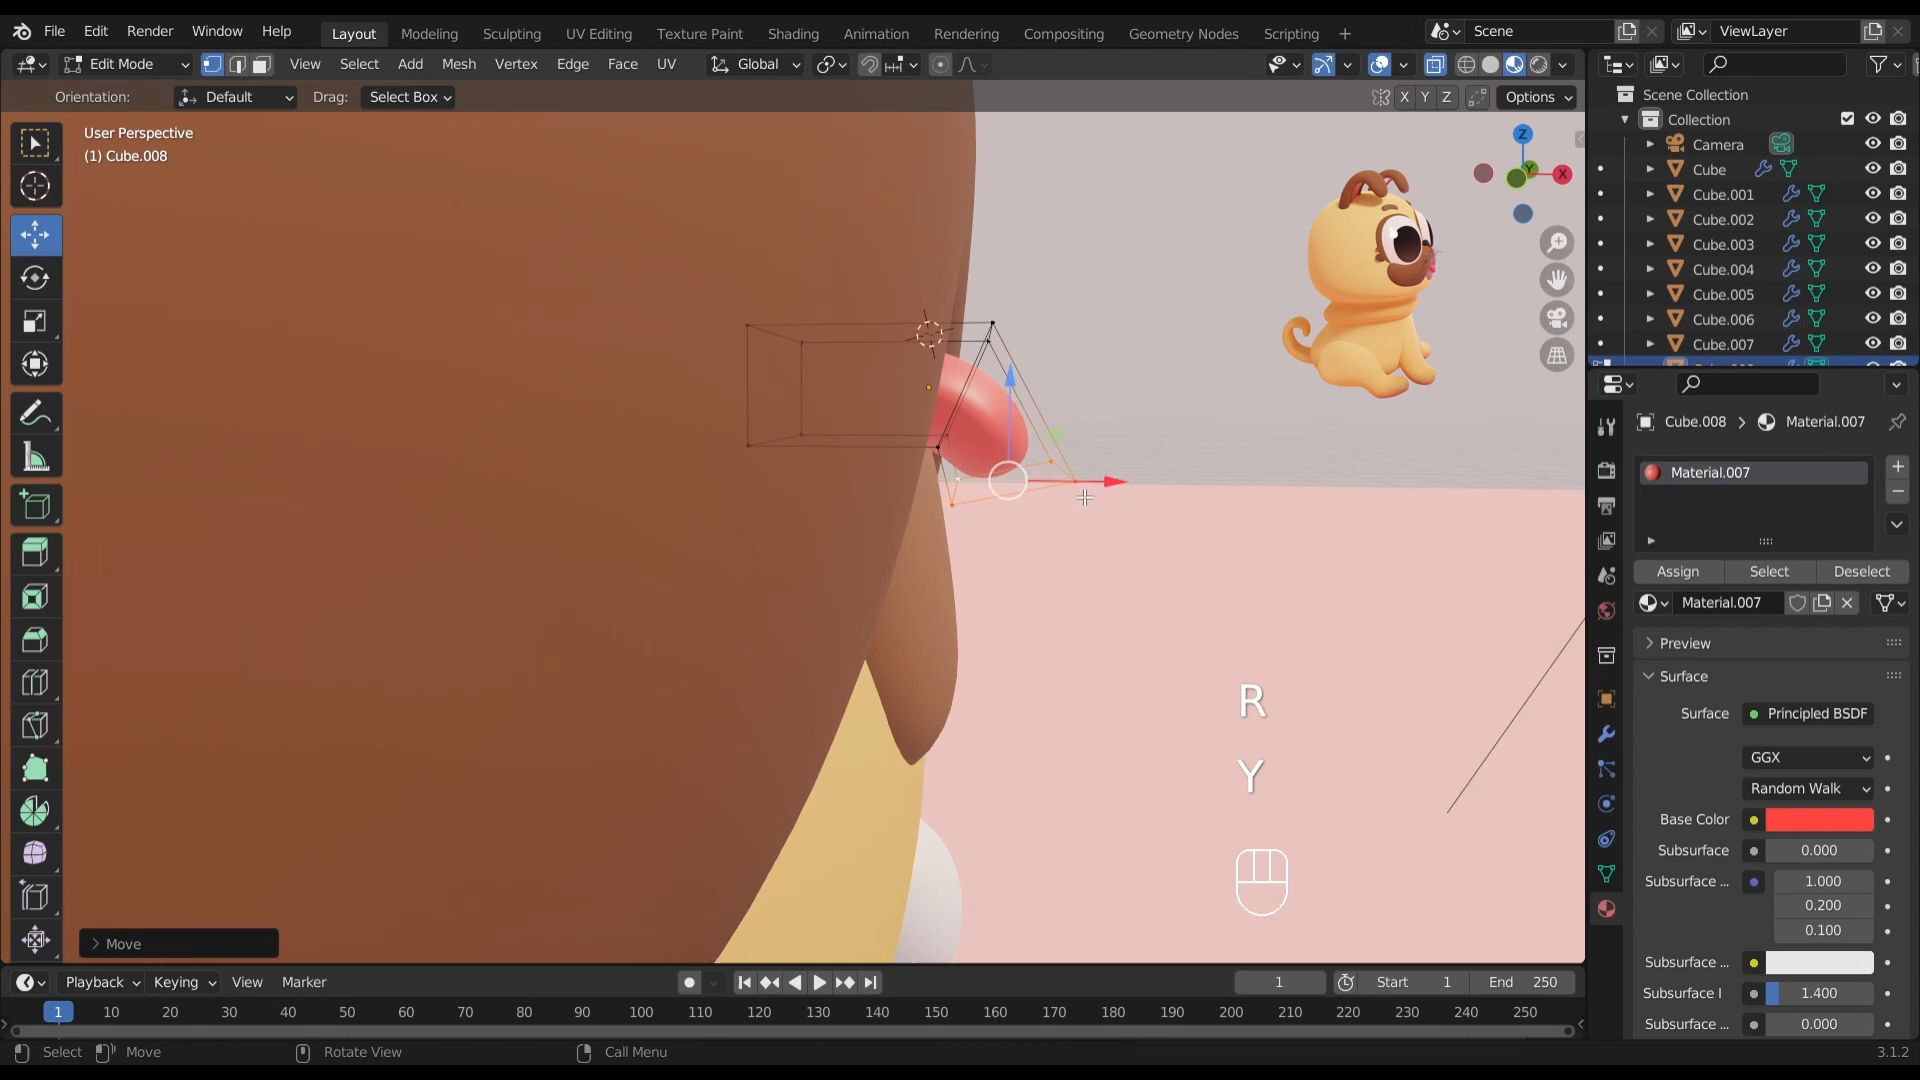 File Edit Render Window Help Layout Modeling Sculpting UV Editing Texture Paint Shading Animation Rendering Compositing Geometry Nodes Scripting + Scene ViewLayer
Edit Mode View Select Add Mesh Vertex Edge Face UV Global
Orientation: Default Drag: Select Box X Y Z Options
Scene Collection
Collection
Camera
Cube
Cube.001
Cube.002
Cube.003
Cube.004
Cube.005
Cube.006
Cube.007
User Perspective
(1) Cube.008
Z
Y
X
R
Y
Move
Cube.008 > Material.007
Material.007
Assign Select Deselect
Material.007
Preview
Surface
Surface Principled BSDF
GGX
Random Walk
Base Color
Subsurface 0.000
Subsurface ... 1.000
0.200
0.100
Subsurface ...
Subsurface I 1.400
Subsurface ... 0.000
Playback Keying View Marker 1 Start 1 End 250
1 10 20 30 40 50 60 70 80 90 100 110 120 130 140 150 160 170 180 190 200 210 220 230 240 250
Select Move Rotate View Call Menu 3.1.2